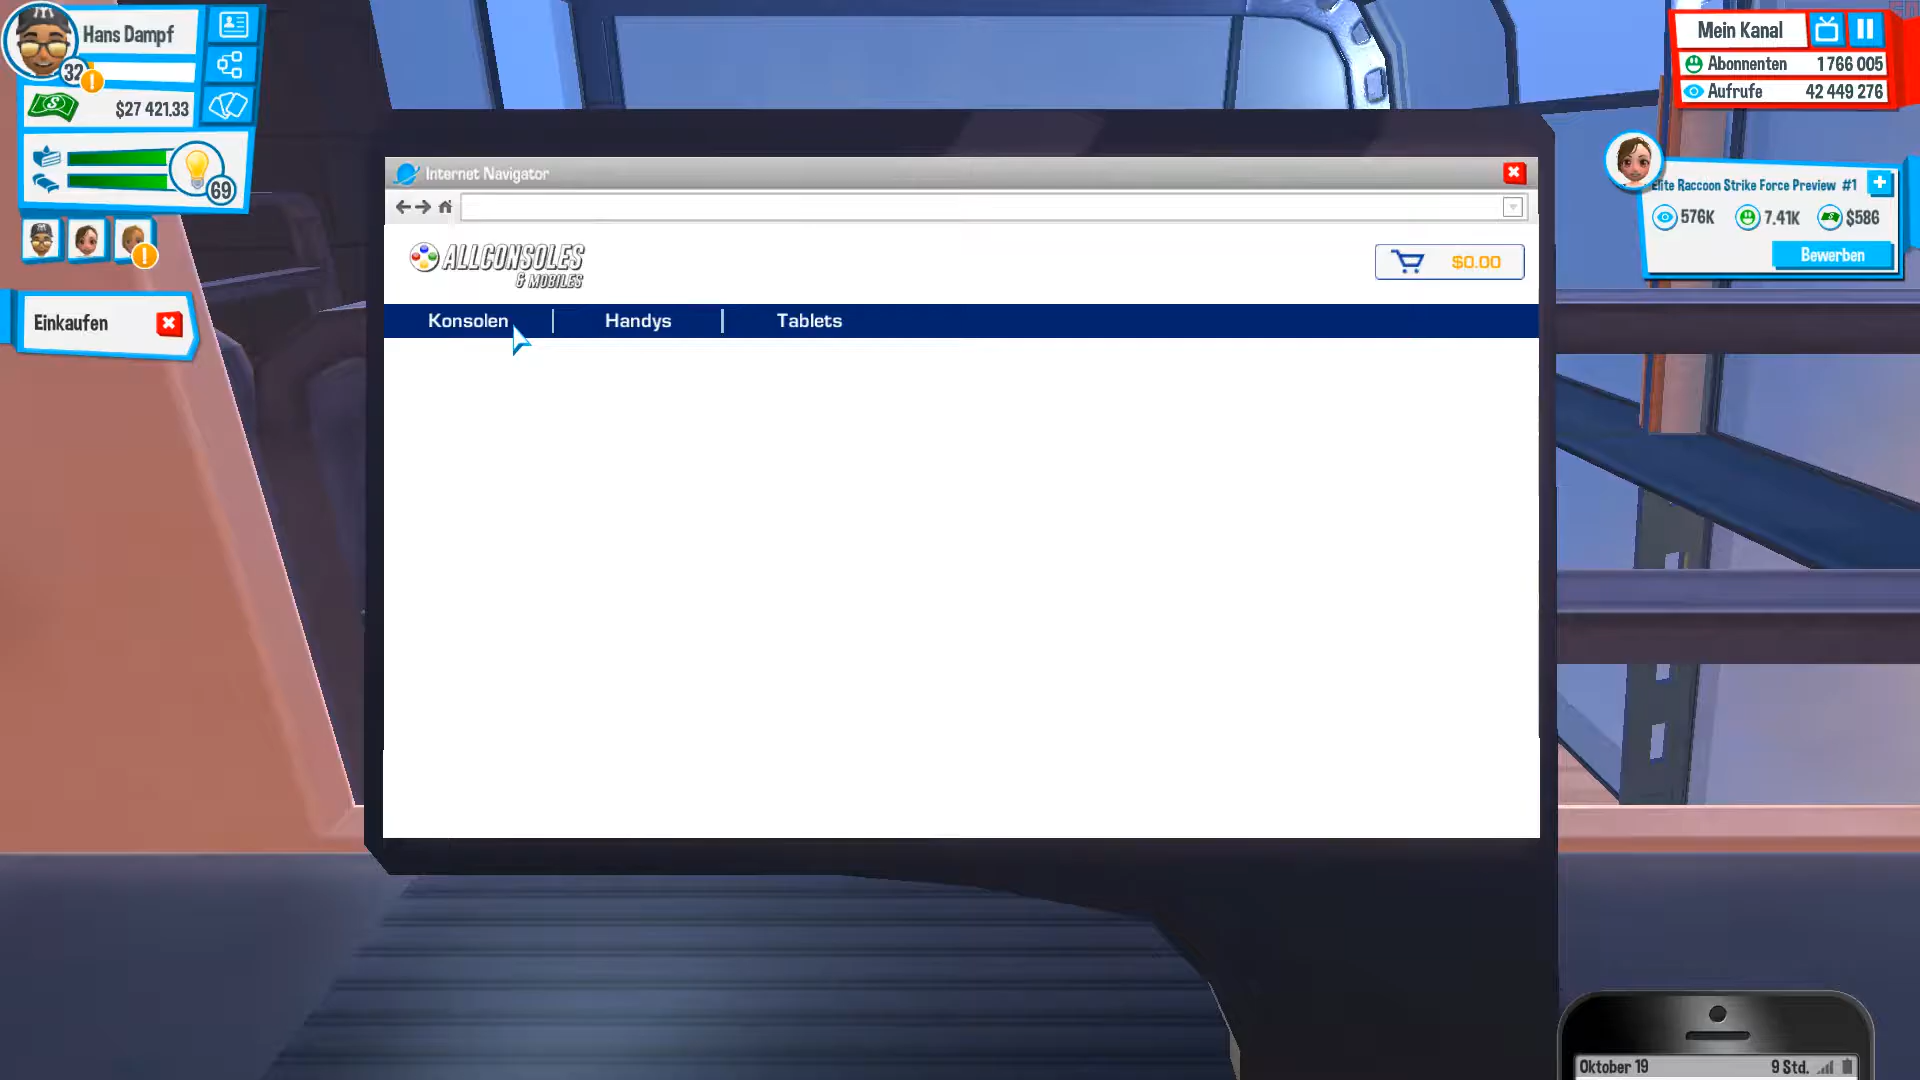 Hans Dampf
32
$27 421.33
69
Einkaufen
Internet Navigator
ALLCONSOLES
& MOBILES
$0.00
Konsolen
Handys
Tablets
Mein Kanal
Abonnenten 1 766 005
Aufrufe 42 449 276
Elite Raccoon Strike Force Preview #1
576K 7.41K $586
Bewerben
Oktober 19 9 Std.